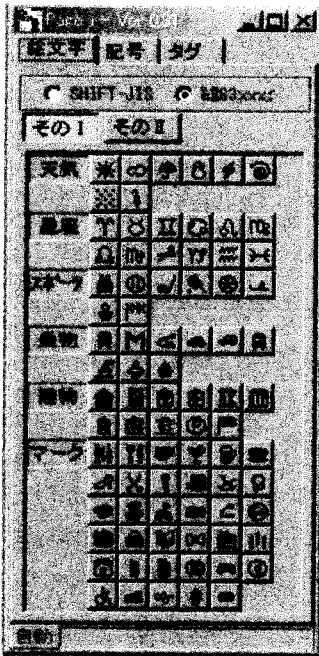 絵文字 記号 タグ
SHIFT-JIS &#63xxx;
その I その II
天気
星座
スポーツ
乗物
建物
マーク
自動